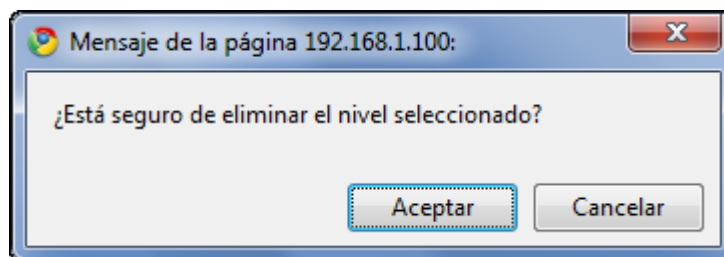 Mensaje de la página 192.168.1.100:
¿Está seguro de eliminar el nivel seleccionado?
Aceptar Cancelar